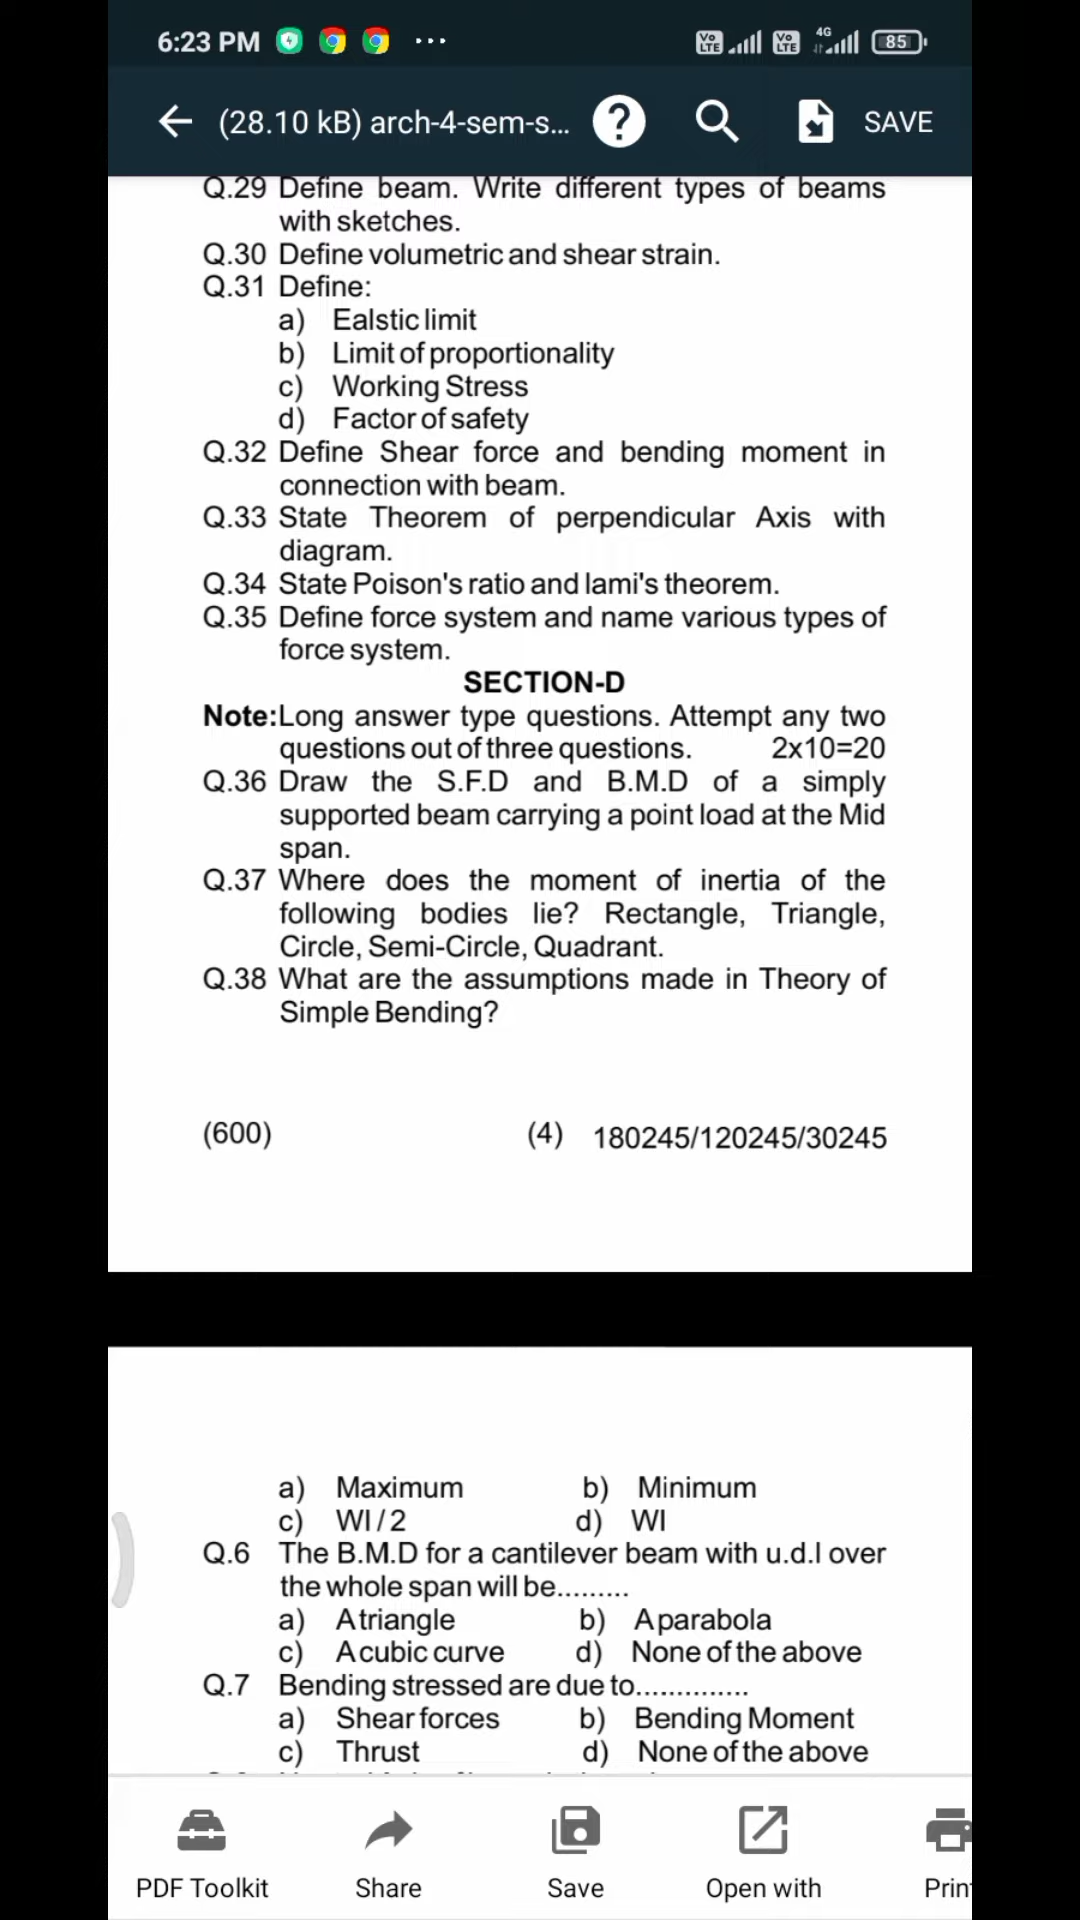 6:23 PM ... Vo LTE Vo LTE 4G 85
(28.10 kB) arch-4-sem-s... ? SAVE
Q.29 Define beam. Write different types of beams
with sketches.
Q.30 Define volumetric and shear strain.
Q.31 Define:
a) Ealstic limit
b) Limit of proportionality
c) Working Stress
d) Factor of safety
Q.32 Define Shear force and bending moment in
connection with beam.
Q.33 State Theorem of perpendicular Axis with
diagram.
Q.34 State Poison's ratio and lami's theorem.
Q.35 Define force system and name various types of
force system.
SECTION-D
Note:Long answer type questions. Attempt any two
questions out of three questions. 2x10=20
Q.36 Draw the S.F.D and B.M.D of a simply
supported beam carrying a point load at the Mid
span.
Q.37 Where does the moment of inertia of the
following bodies lie? Rectangle, Triangle,
Circle, Semi-Circle, Quadrant.
Q.38 What are the assumptions made in Theory of
Simple Bending?
(600) (4) 180245/120245/30245
a) Maximum b) Minimum
c) Wl/2 d) Wl
Q.6 The B.M.D for a cantilever beam with u.d.l over
the whole span will be.........
a) A triangle b) A parabola
c) A cubic curve d) None of the above
Q.7 Bending stressed are due to..............
a) Shear forces b) Bending Moment
c) Thrust d) None of the above
PDF Toolkit Share Save Open with Print